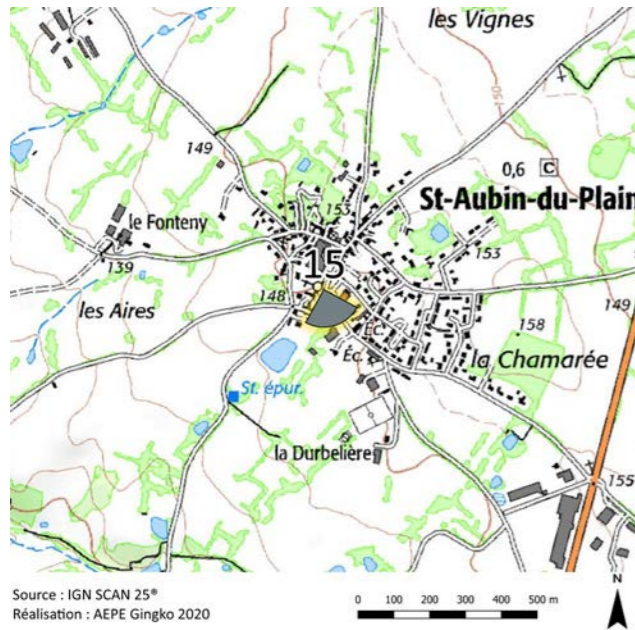 les Vignes
150
149
0,6 C
St-Aubin-du-Plain
153
le Fonteny
153
15
139
148
149
les Aires
Éc.
158
Éc.
la Chamarée
St. épur.
la Durbelière
155
N
Source : IGN SCAN 25®
Réalisation : AEPE Gingko 2020
0 100 200 300 400 500 m